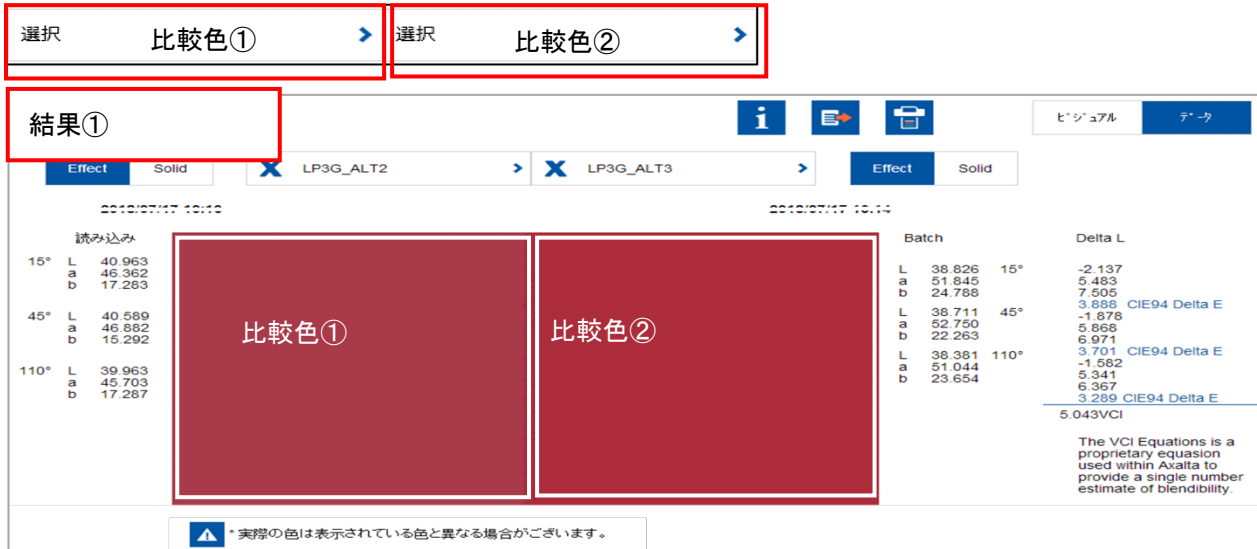 選択 比較色① 選択 比較色②
結果①
i ビジュアル データ
Effect Solid X LP3G_ALT2 X LP3G_ALT3 Effect Solid
読み込み Batch Delta L
15° L 40.963
a 46.362
b 17.283
45° L 40.589
a 46.882
b 15.292
110° L 39.963
a 45.703
b 17.287
比較色① 比較色②
L 38.826 15°
a 51.845
b 24.788
L 38.711 45°
a 52.750
b 22.263
L 38.381 110°
a 51.044
b 23.654
-2.137
5.483
7.505
3.888 CIE94 Delta E
-1.878
5.868
6.971
3.701 CIE94 Delta E
-1.582
5.341
6.367
3.289 CIE94 Delta E
5.043VCI
The VCI Equations is a
proprietary equasion
used within Axalta to
provide a single number
estimate of blendibility.
*実際の色は表示されている色と異なる場合がございます。